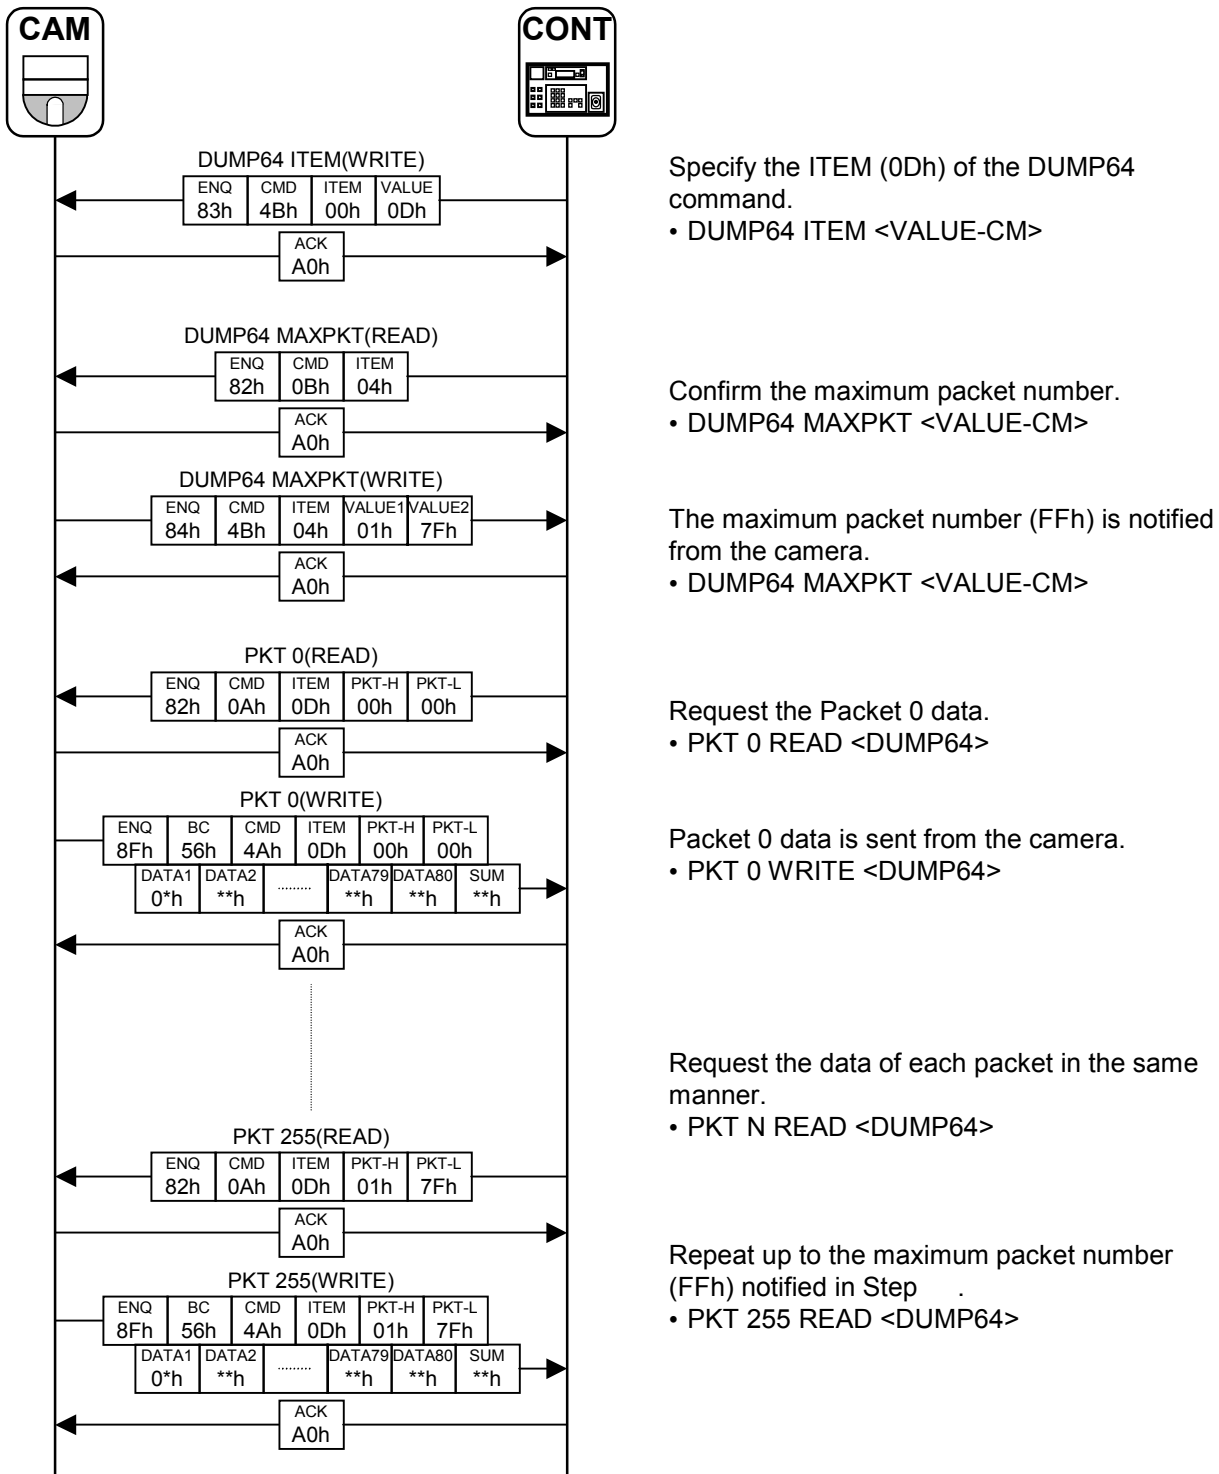 CAM
CONT
DUMP64 ITEM(WRITE)
ENQ CMD ITEM VALUE
83h 4Bh 00h 0Dh
ACK
A0h
Specify the ITEM (0Dh) of the DUMP64
command.
• DUMP64 ITEM <VALUE-CM>
DUMP64 MAXPKT(READ)
ENQ CMD ITEM
82h 0Bh 04h
ACK
A0h
Confirm the maximum packet number.
• DUMP64 MAXPKT <VALUE-CM>
DUMP64 MAXPKT(WRITE)
ENQ CMD ITEM VALUE1 VALUE2
84h 4Bh 04h 01h 7Fh
ACK
A0h
The maximum packet number (FFh) is notified
from the camera.
• DUMP64 MAXPKT <VALUE-CM>
PKT 0(READ)
ENQ CMD ITEM PKT-H PKT-L
82h 0Ah 0Dh 00h 00h
ACK
A0h
Request the Packet 0 data.
• PKT 0 READ <DUMP64>
PKT 0(WRITE)
ENQ BC CMD ITEM PKT-H PKT-L
8Fh 56h 4Ah 0Dh 00h 00h
DATA1 DATA2 ......... DATA79 DATA80 SUM
0*h **h **h **h **h
ACK
A0h
Packet 0 data is sent from the camera.
• PKT 0 WRITE <DUMP64>
Request the data of each packet in the same
manner.
• PKT N READ <DUMP64>
PKT 255(READ)
ENQ CMD ITEM PKT-H PKT-L
82h 0Ah 0Dh 01h 7Fh
ACK
A0h
PKT 255(WRITE)
ENQ BC CMD ITEM PKT-H PKT-L
8Fh 56h 4Ah 0Dh 01h 7Fh
DATA1 DATA2 ......... DATA79 DATA80 SUM
0*h **h **h **h **h
ACK
A0h
Repeat up to the maximum packet number
(FFh) notified in Step .
• PKT 255 READ <DUMP64>